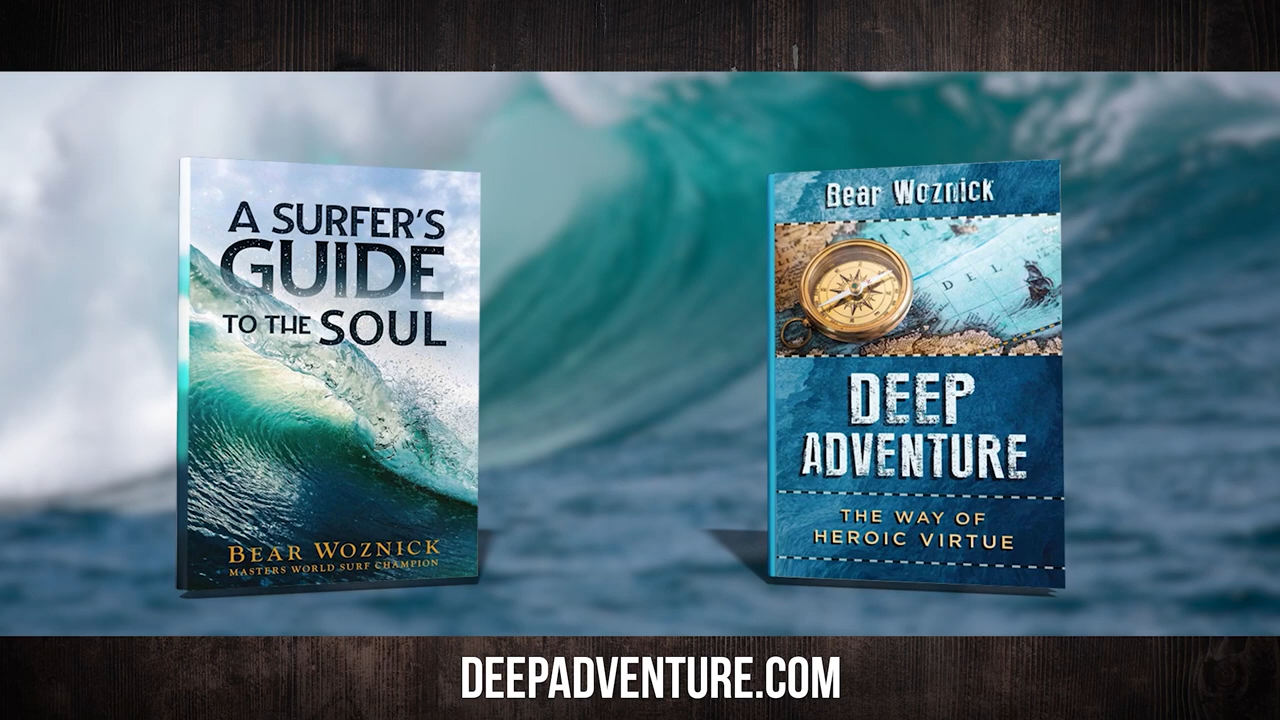 A SURFER'S
GUIDE
TO THE SOUL
BEAR WOZNICK
MASTERS WORLD SURF CHAMPION
Bear Woznick
DEL
DEEP
ADVENTURE
THE WAY OF
HEROIC VIRTUE
DEEPADVENTURE.COM